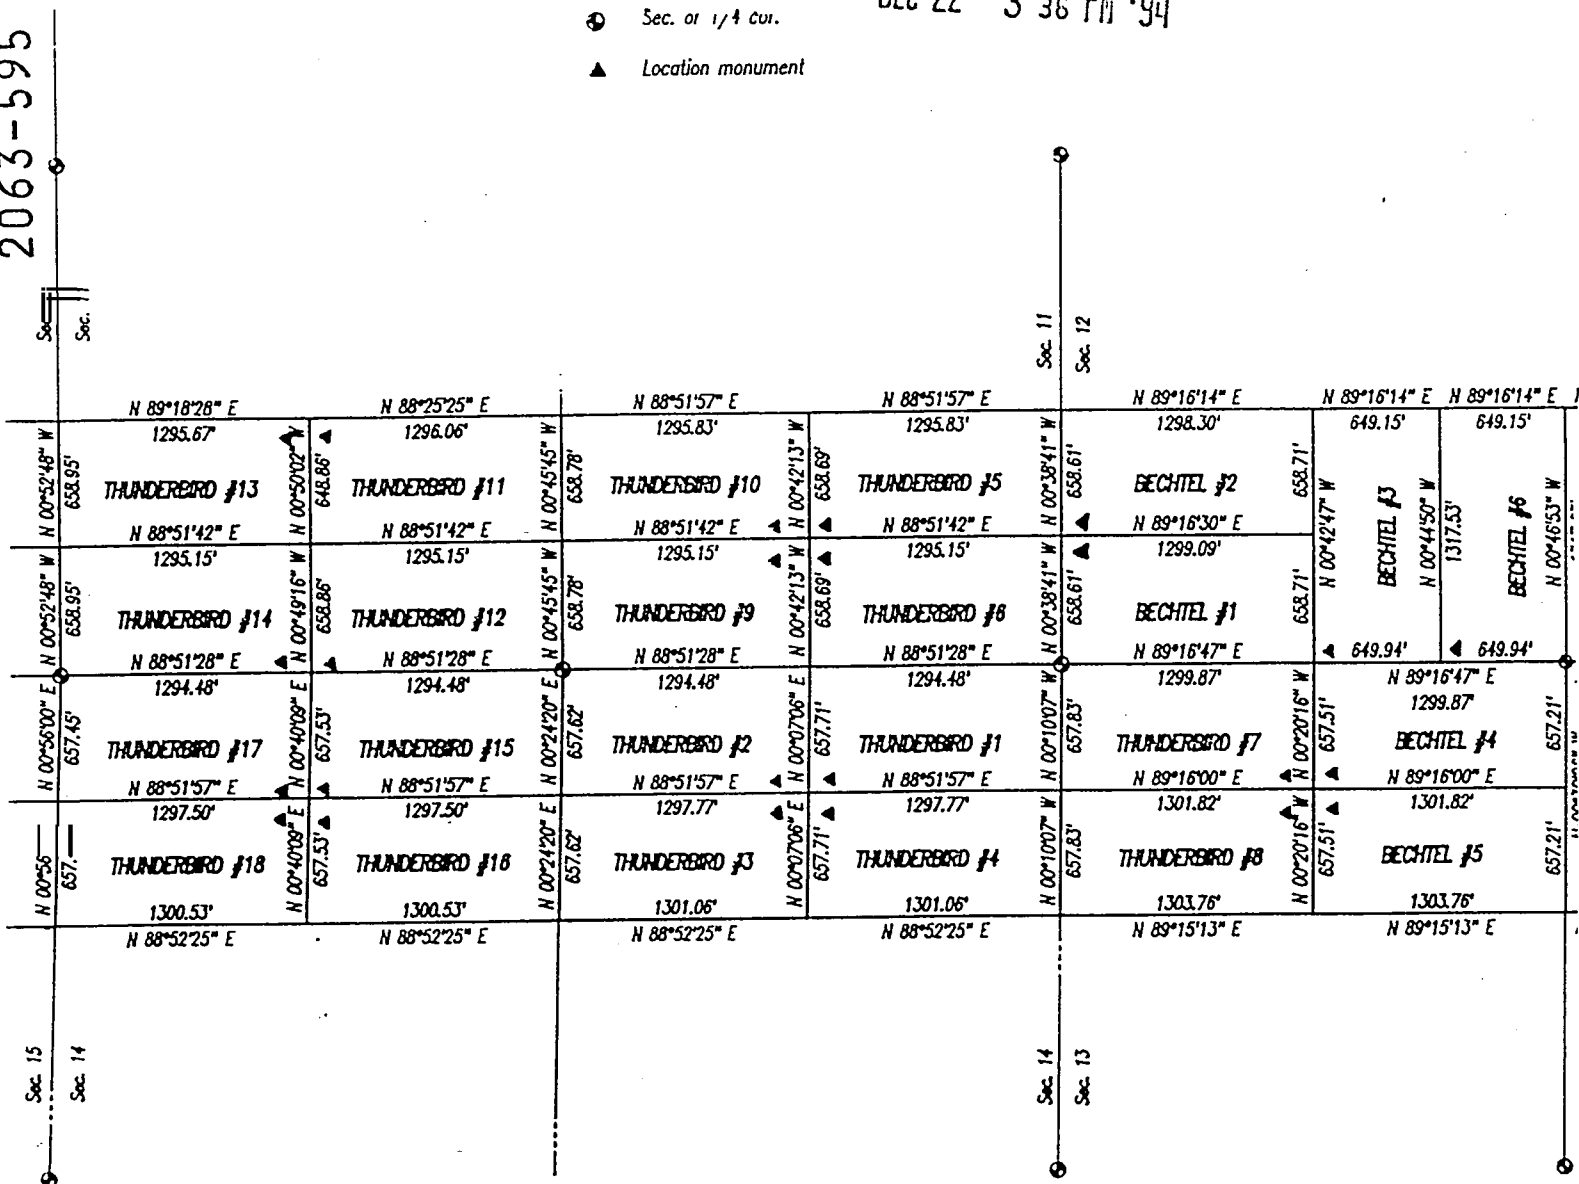 2063-595
DEC 22 3 36 PM '94
Sec. or 1/4 cor.
Location monument
Sec. 11
Sec. 12
N 89°18'28" E N 88°25'25" E N 88°51'57" E N 88°51'57" E N 89°16'14" E N 89°16'14" E N 89°16'14" E
1295.67' 1296.06' 1295.83' 1295.83' 1298.30' 649.15' 649.15'
N 00°52'48" W 658.95' THUNDERBIRD #13 N 00°50'02" W 648.86' THUNDERBIRD #11 N 00°45'45" W 658.78' THUNDERBIRD #10 N 00°42'13" W 658.69' THUNDERBIRD #5 N 00°38'41" W 658.61' BECHTEL #2 658.71'
N 00°42'47" W BECHTEL #3 N 00°44'50" W 1317.53' BECHTEL #6 N 00°46'53" W
N 88°51'42" E N 88°51'42" E N 88°51'42" E N 88°51'42" E N 89°16'30" E
1295.15' 1295.15' 1295.15' 1295.15' 1299.09'
N 00°52'48" W 658.95' THUNDERBIRD #14 N 00°49'16" W 658.86' THUNDERBIRD #12 N 00°45'45" W 658.78' THUNDERBIRD #9 N 00°42'13" W 658.69' THUNDERBIRD #6 N 00°38'41" W 658.61' BECHTEL #1 658.71'
N 88°51'28" E N 88°51'28" E N 88°51'28" E N 88°51'28" E N 89°16'47" E 649.94' 649.94'
1294.48' 1294.48' 1294.48' 1294.48' 1299.87' N 89°16'47" E
1299.87'
N 00°56'00" E 657.45' THUNDERBIRD #17 N 00°40'09" E 657.53' THUNDERBIRD #15 N 00°24'20" E 657.62' THUNDERBIRD #2 N 00°07'06" E 657.71' THUNDERBIRD #1 N 00°10'07" W 657.83' THUNDERBIRD #7 N 00°20'16" W 657.51' BECHTEL #4 657.21'
N 88°51'57" E N 88°51'57" E N 88°51'57" E N 88°51'57" E N 89°16'00" E N 89°16'00" E
1297.50' 1297.50' 1297.77' 1297.77' 1301.82' 1301.82'
N 00°56 657. THUNDERBIRD #18 N 00°40'09" E 657.53' THUNDERBIRD #16 N 00°24'20" E 657.62' THUNDERBIRD #3 N 00°07'06" E 657.71' THUNDERBIRD #4 N 00°10'07" W 657.83' THUNDERBIRD #8 N 00°20'16" W 657.51' BECHTEL #5 657.21'
1300.53' 1300.53' 1301.06' 1301.06' 1303.76' 1303.76'
N 88°52'25" E N 88°52'25" E N 88°52'25" E N 88°52'25" E N 89°15'13" E N 89°15'13" E
Sec. 15
Sec. 14
Sec. 14
Sec. 13